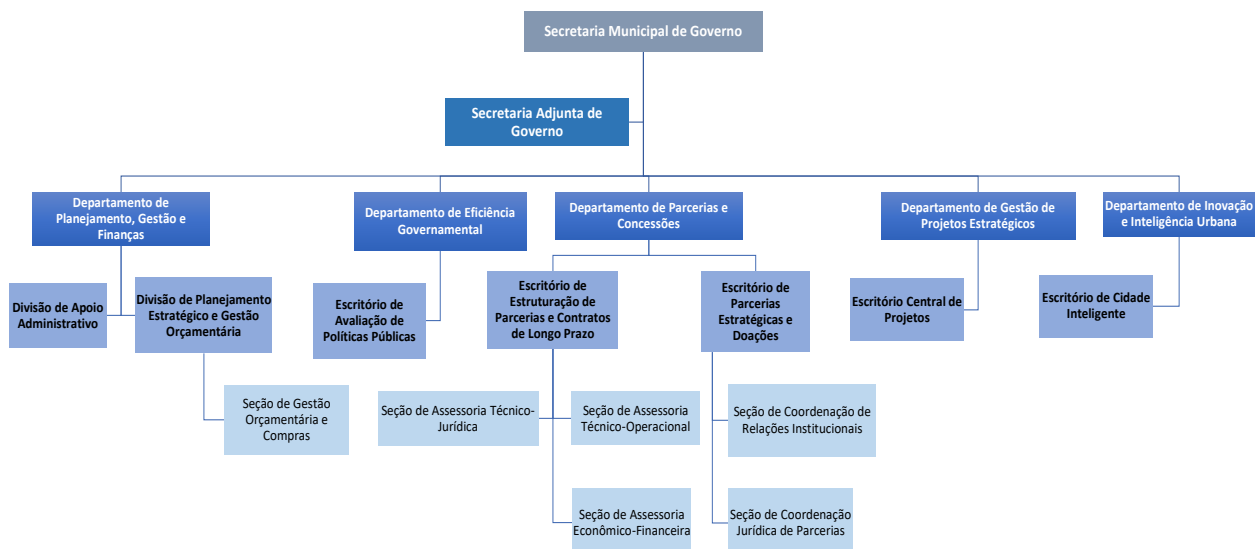 Secretaria Municipal de Governo
Secretaria Adjunta de
Governo
Departamento de
Planejamento, Gestão e
Finanças
Departamento de Eficiência
Governamental
Departamento de Parcerias e
Concessões
Departamento de Gestão de
Projetos Estratégicos
Departamento de Inovação
e Inteligência Urbana
Divisão de Apoio
Administrativo
Divisão de Planejamento
Estratégico e Gestão
Orçamentária
Escritório de
Avaliação de
Políticas Públicas
Escritório de
Estruturação de
Parcerias e Contratos
de Longo Prazo
Escritório de
Parcerias
Estratégicas e
Doações
Escritório Central de
Projetos
Escritório de Cidade
Inteligente
Seção de Gestão
Orçamentária e
Compras
Seção de Assessoria Técnico-
Jurídica
Seção de Assessoria
Técnico-Operacional
Seção de Coordenação de
Relações Institucionais
Seção de Assessoria
Econômico-Financeira
Seção de Coordenação
Jurídica de Parcerias